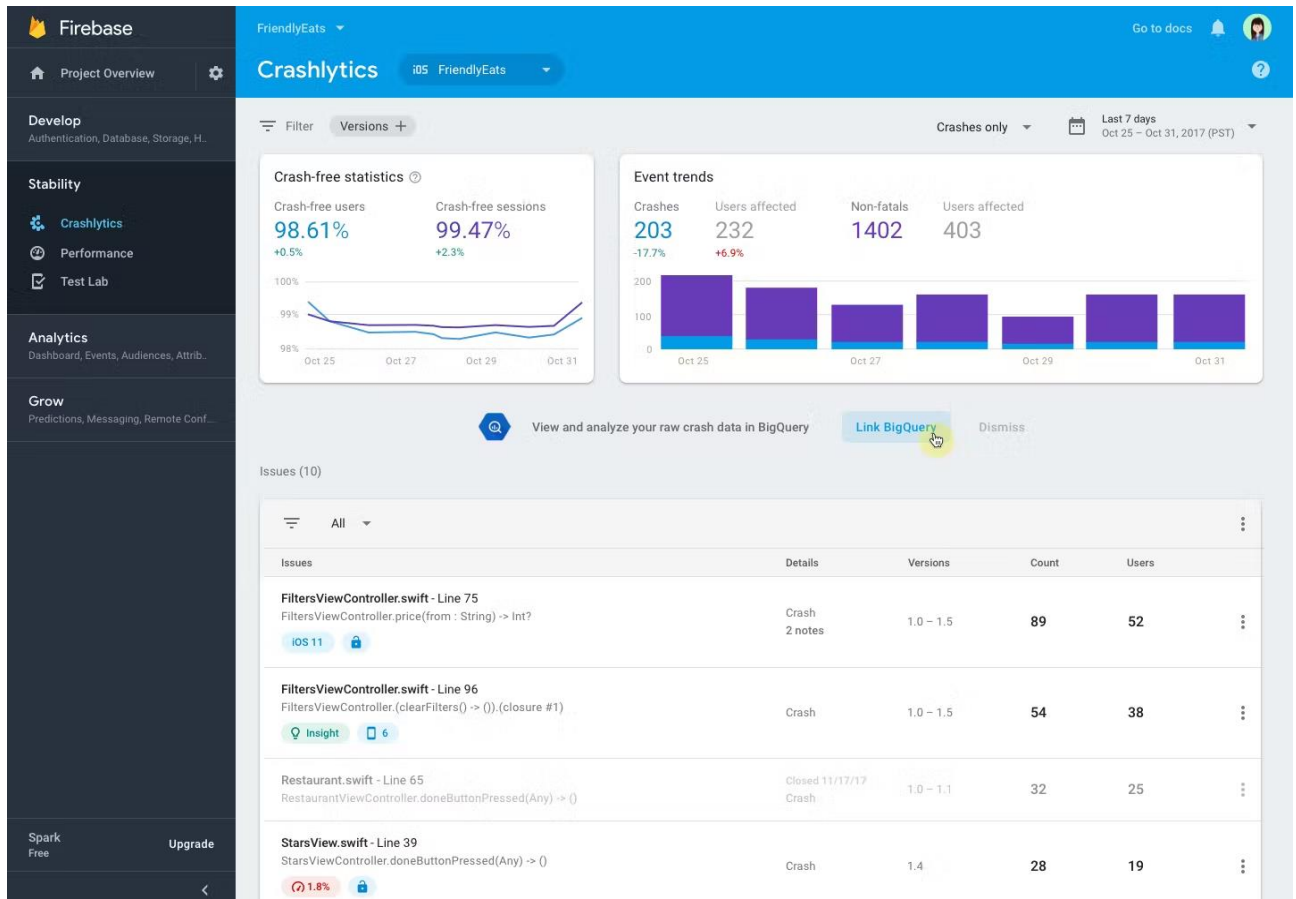 Firebase
Project Overview
Develop
Authentication, Database, Storage, H..
Stability
Crashlytics
Performance
Test Lab
Analytics
Dashboard, Events, Audiences, Attrib..
Grow
Predictions, Messaging, Remote Conf...
Spark
Free
Upgrade
FriendlyEats
Go to docs
Crashlytics
iOS FriendlyEats
Filter
Versions +
Crashes only
Last 7 days
Oct 25 – Oct 31, 2017 (PST)
Crash-free statistics
Crash-free users
Crash-free sessions
98.61%
99.47%
+0.5%
+2.3%
100%
99%
98%
Oct 25 Oct 27 Oct 29 Oct 31
Event trends
Crashes Users affected Non-fatals Users affected
203 232 1402 403
-17.7% +6.9%
200
100
0
Oct 25 Oct 27 Oct 29 Oct 31
View and analyze your raw crash data in BigQuery
Link BigQuery
Dismiss
Issues (10)
All
Issues Details Versions Count Users
FiltersViewController.swift - Line 75
FiltersViewController.price(from : String) -> Int?
iOS 11
Crash
2 notes
1.0 – 1.5
89
52
FiltersViewController.swift - Line 96
FiltersViewController.(clearFilters() -> ()).(closure #1)
Insight
6
Crash
1.0 – 1.5
54
38
Restaurant.swift - Line 65
RestaurantViewController.doneButtonPressed(Any) -> ()
Closed 11/17/17
Crash
1.0 – 1.1
32
25
StarsView.swift - Line 39
StarsViewController.doneButtonPressed(Any) -> ()
1.8%
Crash
1.4
28
19